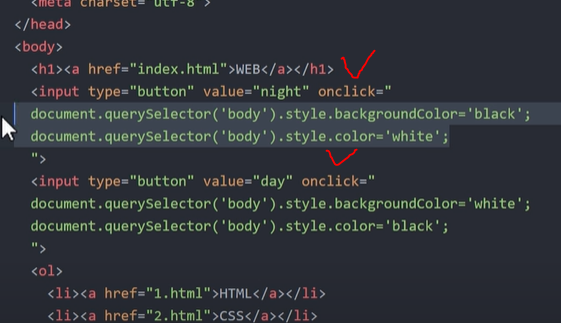 <meta charset="utf-8">
</head>
<body>
<h1><a href="index.html">WEB</a></h1>
<input type="button" value="night" onclick="
document.querySelector('body').style.backgroundColor='black';
document.querySelector('body').style.color='white';
">
<input type="button" value="day" onclick="
document.querySelector('body').style.backgroundColor='white';
document.querySelector('body').style.color='black';
">
<ol>
<li><a href="1.html">HTML</a></li>
<li><a href="2.html">CSS</a></li>